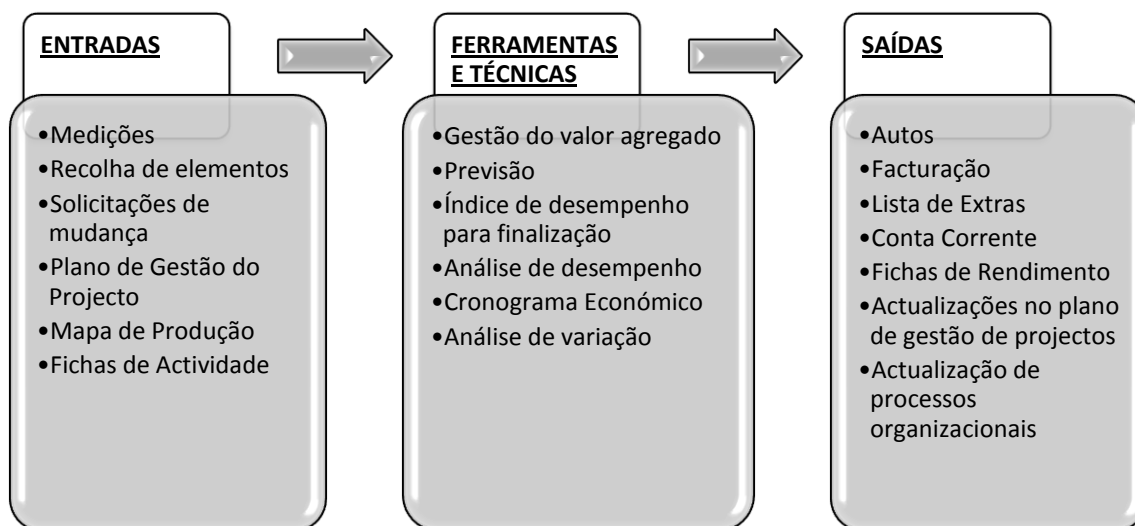 ENTRADAS
•Medições
•Recolha de elementos
•Solicitações de
mudança
•Plano de Gestão do
Projecto
•Mapa de Produção
•Fichas de Actividade
FERRAMENTAS
E TÉCNICAS
•Gestão do valor agregado
•Previsão
•Índice de desempenho
para finalização
•Análise de desempenho
•Cronograma Económico
•Análise de variação
SAÍDAS
•Autos
•Facturação
•Lista de Extras
•Conta Corrente
•Fichas de Rendimento
•Actualizações no plano
de gestão de projectos
•Actualização de
processos
organizacionais